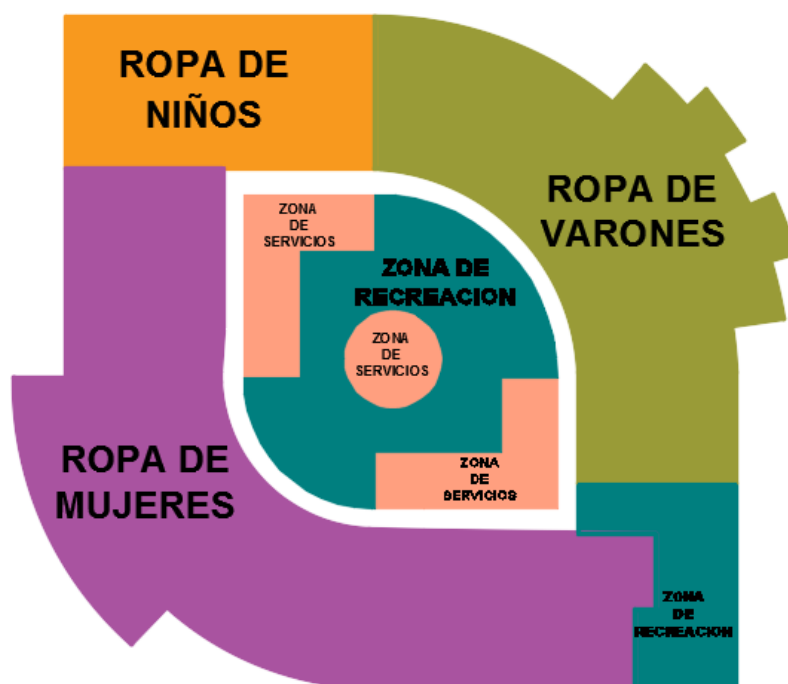 ROPA DE
NIÑOS
ROPA DE
VARONES
ZONA
DE
SERVICIOS
ZONA DE
RECREACION
ZONA
DE
SERVICIOS
ROPA DE
MUJERES
ZONA
DE
SERVICIOS
ZONA
DE
RECREACION